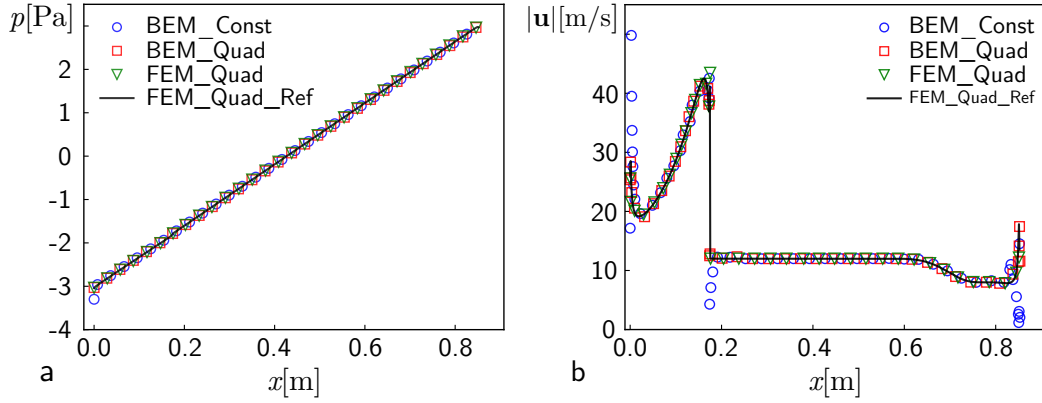 p[Pa]
BEM_Const
BEM_Quad
FEM_Quad
FEM_Quad_Ref
2
1
0
-1
-2
-3
-4
0.0 0.2 0.4 0.6 0.8
a
x[m]
|u|[m/s]
BEM_Const
BEM_Quad
FEM_Quad
FEM_Quad_Ref
50
40
30
20
10
0
0.0 0.2 0.4 0.6 0.8
b
x[m]